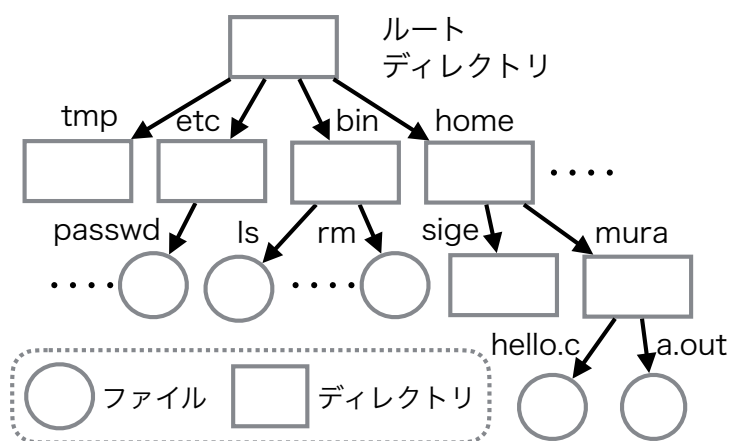 ルート
ディレクトリ
tmp
etc
bin
home
passwd
ls
rm
sige
mura
hello.c
a.out
ファイル
ディレクトリ